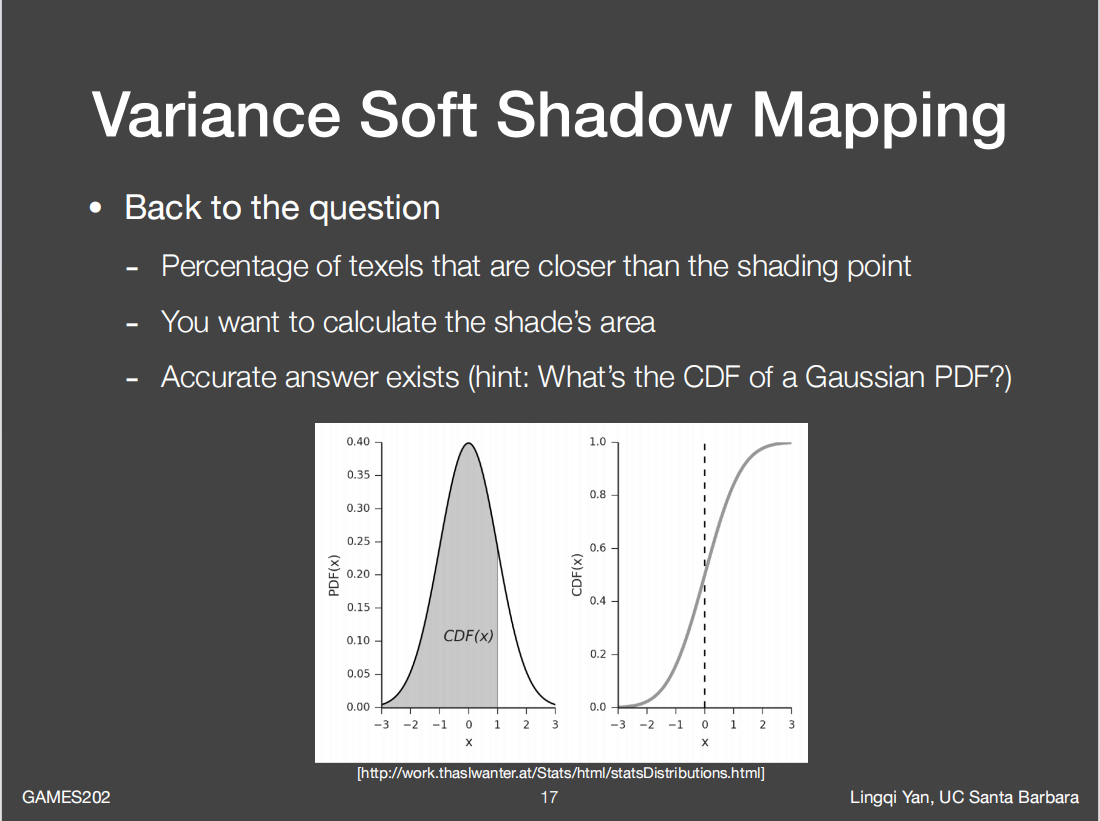 Variance Soft Shadow Mapping
• Back to the question
- Percentage of texels that are closer than the shading point
- You want to calculate the shade's area
- Accurate answer exists (hint: What's the CDF of a Gaussian PDF?)
0.40
0.35
0.30
0.25
0.20
0.15
0.10
0.05
0.00
PDF(x)
CDF(x)
−3 −2 −1 0 1 2 3
x
1.0
0.8
0.6
0.4
0.2
0.0
CDF(x)
−3 −2 −1 0 1 2 3
x
[http://work.thaslwanter.at/Stats/html/statsDistributions.html]
GAMES202 17 Lingqi Yan, UC Santa Barbara